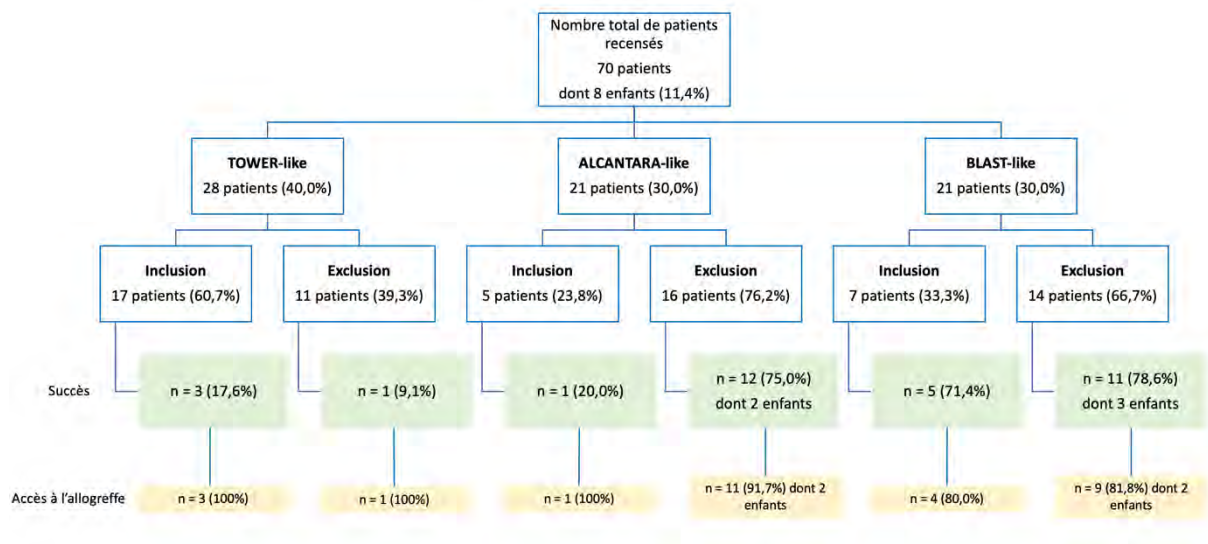 Nombre total de patients
recensés
70 patients
dont 8 enfants (11,4%)
TOWER-like
28 patients (40,0%)
ALCANTARA-like
21 patients (30,0%)
BLAST-like
21 patients (30,0%)
Inclusion
17 patients (60,7%)
Exclusion
11 patients (39,3%)
Inclusion
5 patients (23,8%)
Exclusion
16 patients (76,2%)
Inclusion
7 patients (33,3%)
Exclusion
14 patients (66,7%)
Succès
n = 3 (17,6%)
n = 1 (9,1%)
n = 1 (20,0%)
n = 12 (75,0%)
dont 2 enfants
n = 5 (71,4%)
n = 11 (78,6%)
dont 3 enfants
Accès à l'allogreffe
n = 3 (100%)
n = 1 (100%)
n = 1 (100%)
n = 11 (91,7%) dont 2
enfants
n = 4 (80,0%)
n = 9 (81,8%) dont 2
enfants